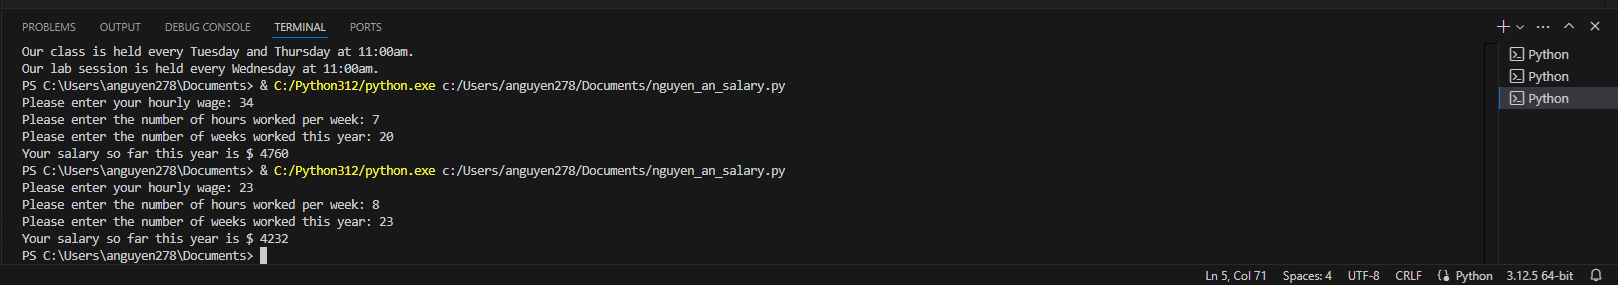 PROBLEMS OUTPUT DEBUG CONSOLE TERMINAL PORTS
Our class is held every Tuesday and Thursday at 11:00am.
Our lab session is held every Wednesday at 11:00am.
PS C:\Users\anguyen278\Documents> & C:/Python312/python.exe c:/Users/anguyen278/Documents/nguyen_an_salary.py
Please enter your hourly wage: 34
Please enter the number of hours worked per week: 7
Please enter the number of weeks worked this year: 20
Your salary so far this year is $ 4760
PS C:\Users\anguyen278\Documents> & C:/Python312/python.exe c:/Users/anguyen278/Documents/nguyen_an_salary.py
Please enter your hourly wage: 23
Please enter the number of hours worked per week: 8
Please enter the number of weeks worked this year: 23
Your salary so far this year is $ 4232
PS C:\Users\anguyen278\Documents>
Python
Python
Python
Ln 5, Col 71 Spaces: 4 UTF-8 CRLF Python 3.12.5 64-bit